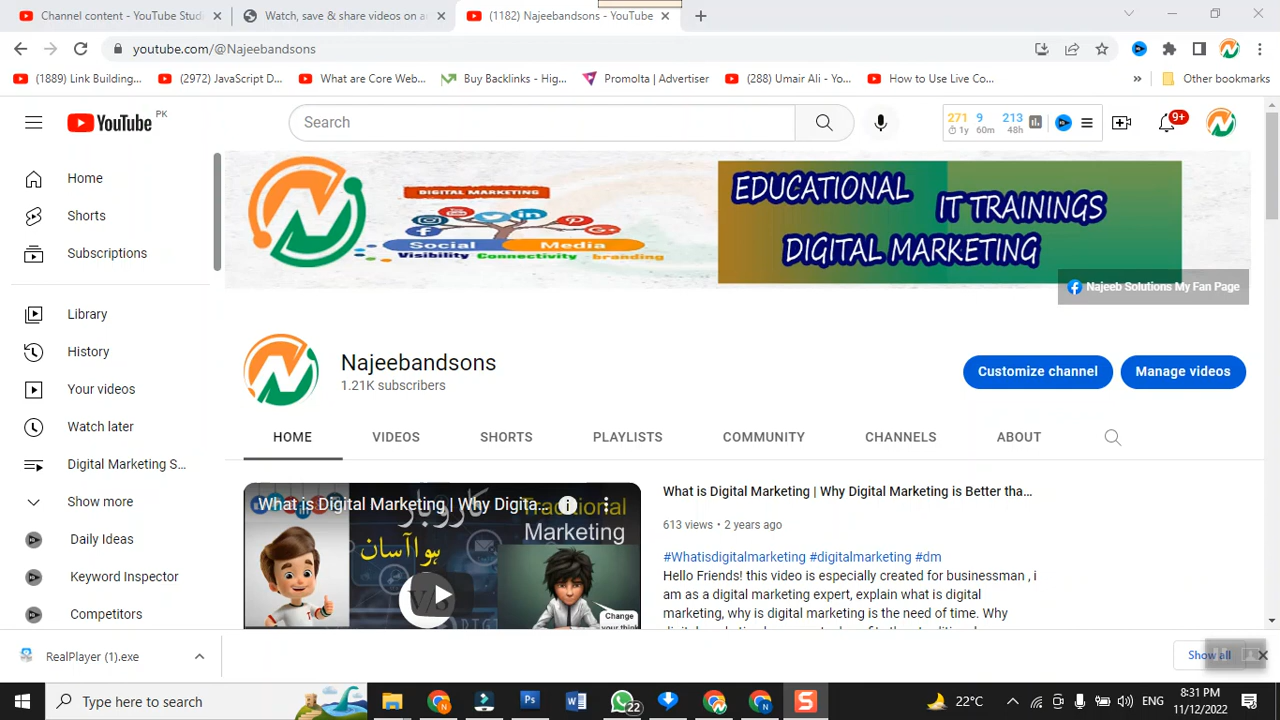 Channel content - YouTube Studi
Watch, save & share videos on a
(1182) Najeebandsons - YouTube
youtube.com/@Najeebandsons
(1889) Link Building...
(2972) JavaScript D...
What are Core Web...
Buy Backlinks - Hig...
Promolta | Advertiser
(288) Umair Ali - Yo...
How to Use Live Co...
»
Other bookmarks
YouTube PK
Search
271 9 213
1y 60m 48h
9+
Home
Shorts
Subscriptions
Library
History
Your videos
Watch later
Digital Marketing S...
Show more
Daily Ideas
Keyword Inspector
Competitors
DIGITAL MARKETING
Social Media
Visibility Connectivity branding
EDUCATIONAL
IT TRAININGS
DIGITAL MARKETING
Najeeb Solutions My Fan Page
Najeebandsons
1.21K subscribers
Customize channel
Manage videos
HOME
VIDEOS
SHORTS
PLAYLISTS
COMMUNITY
CHANNELS
ABOUT
What is Digital Marketing | Why Digita...
Traditional
Marketing
کاروبار
ہوا آسان
V/S
Change
your think
What is Digital Marketing | Why Digital Marketing is Better tha...
613 views • 2 years ago
#Whatisdigitalmarketing #digitalmarketing #dm
Hello Friends! this video is especially created for businessman , i
am as a digital marketing expert, explain what is digital
marketing, why is digital marketing is the need of time. Why
RealPlayer (1).exe
Show all
Type here to search
22
22°C
ENG
8:31 PM
11/12/2022